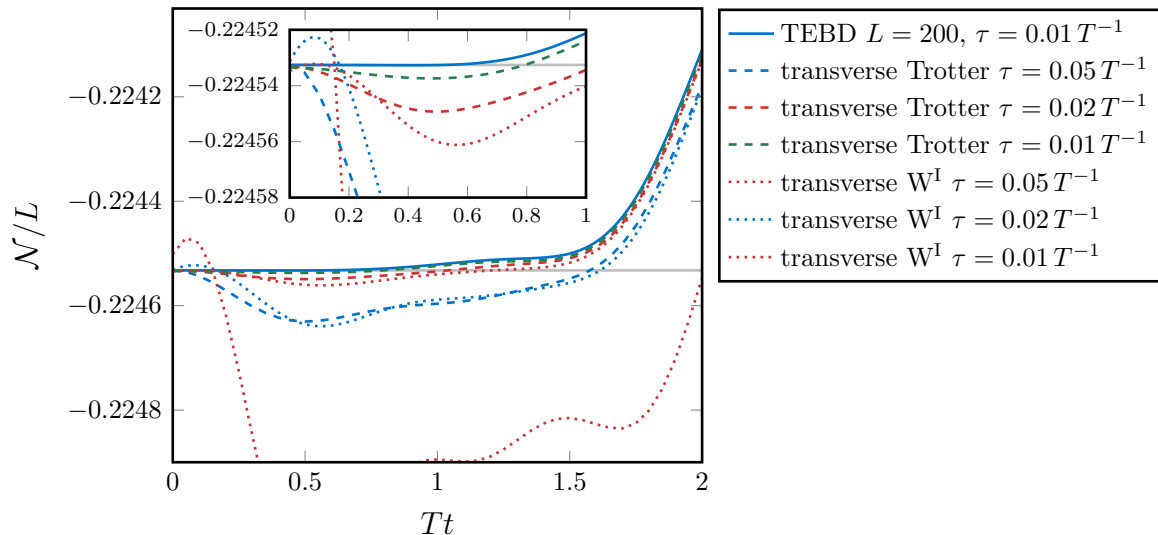 −0.22452
−0.22454
−0.22456
−0.22458
0 0.2 0.4 0.6 0.8 1
−0.2242
−0.2244
−0.2246
−0.2248
0 0.5 1 1.5 2
𝒩/L
Tt
TEBD L = 200, τ = 0.01 T⁻¹
transverse Trotter τ = 0.05 T⁻¹
transverse Trotter τ = 0.02 T⁻¹
transverse Trotter τ = 0.01 T⁻¹
transverse Wᴵ τ = 0.05 T⁻¹
transverse Wᴵ τ = 0.02 T⁻¹
transverse Wᴵ τ = 0.01 T⁻¹